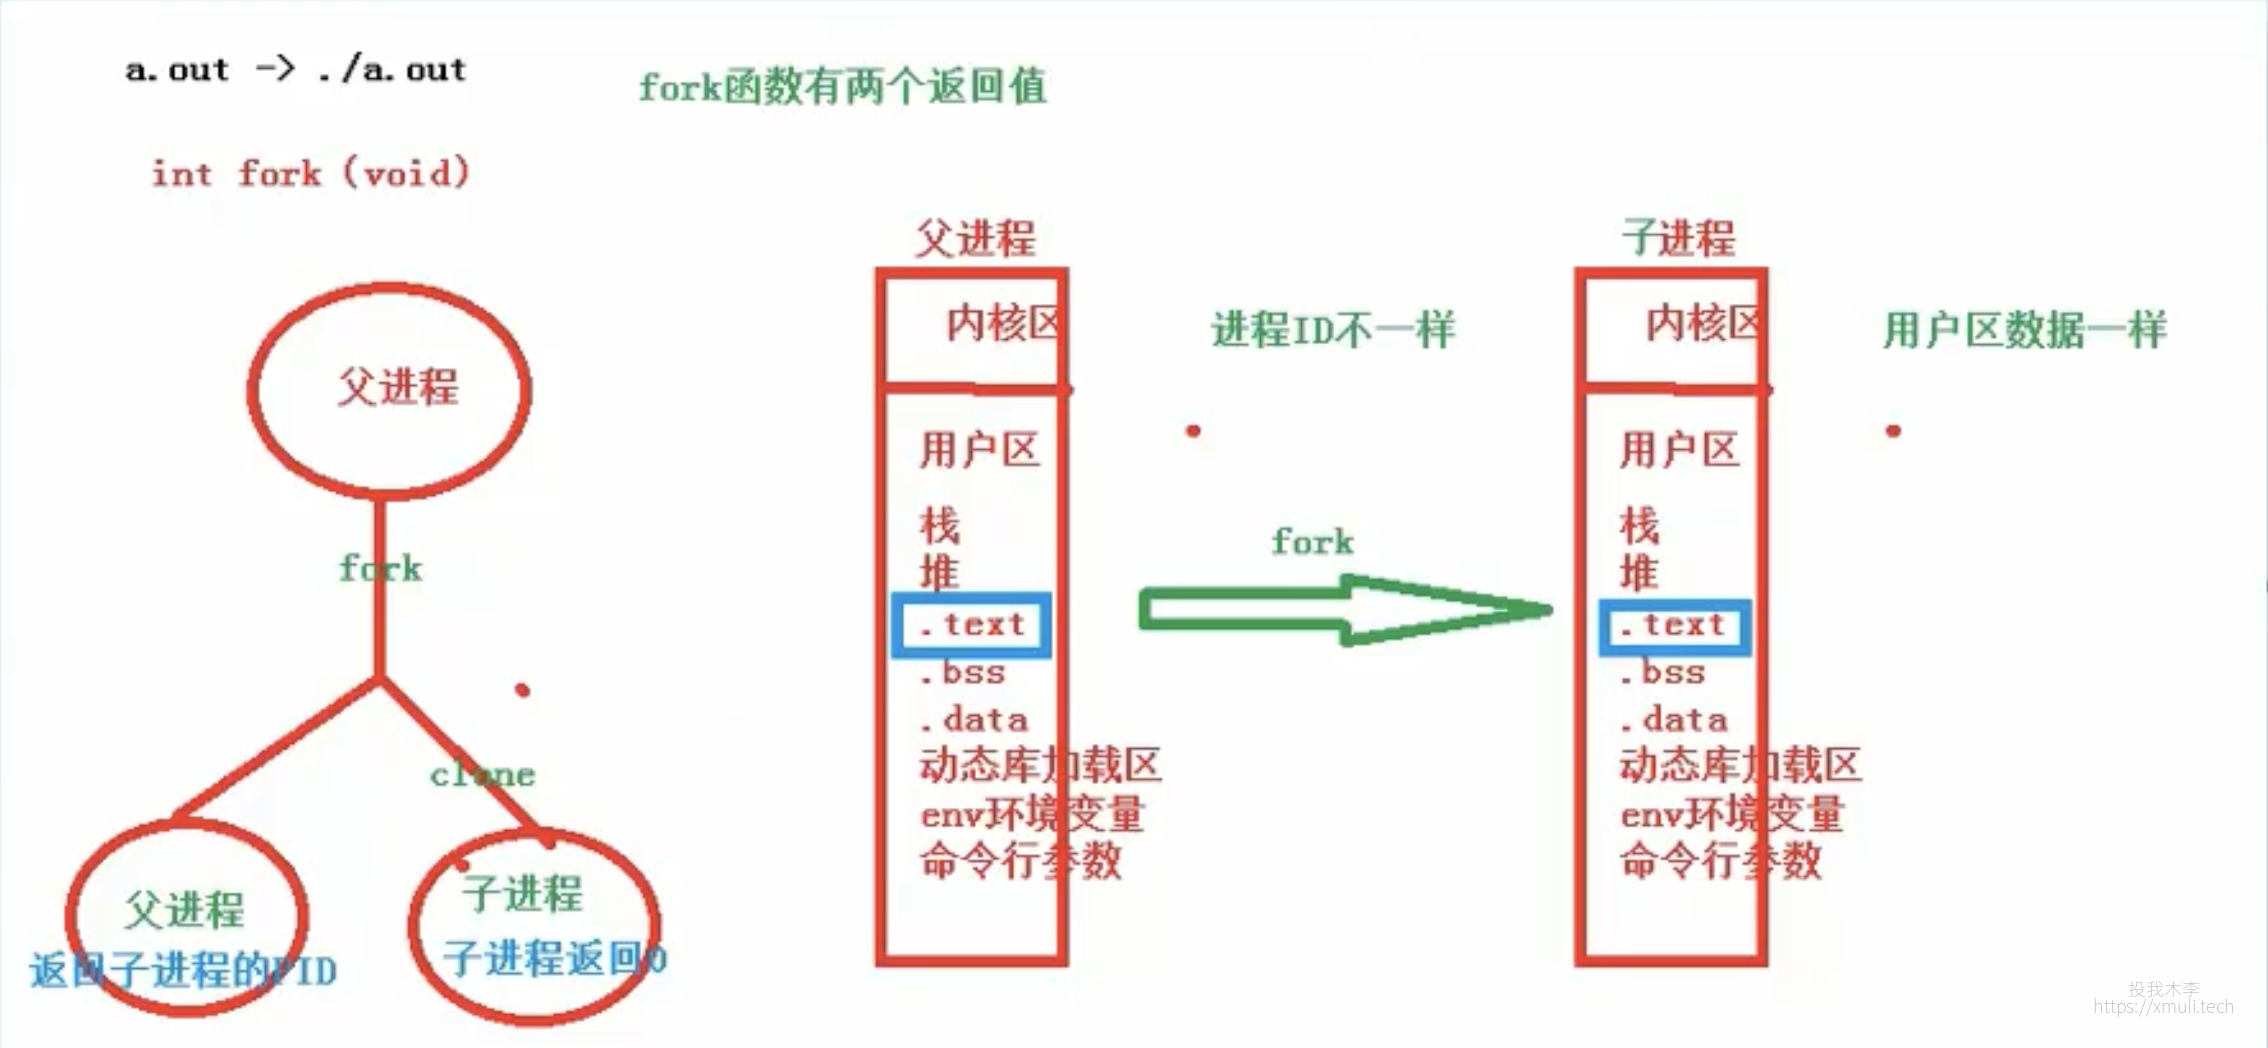 a.out -> ./a.out
fork函数有两个返回值
int fork (void)
父进程
fork
clone
父进程
返回子进程的PID
子进程
子进程返回0
父进程
内核区
进程ID不一样
用户区
栈
堆
.text
.bss
.data
动态库加载区
env环境变量
命令行参数
fork
子进程
内核区
用户区数据一样
用户区
栈
堆
.text
.bss
.data
动态库加载区
env环境变量
命令行参数
投我木李
https://xmuli.tech